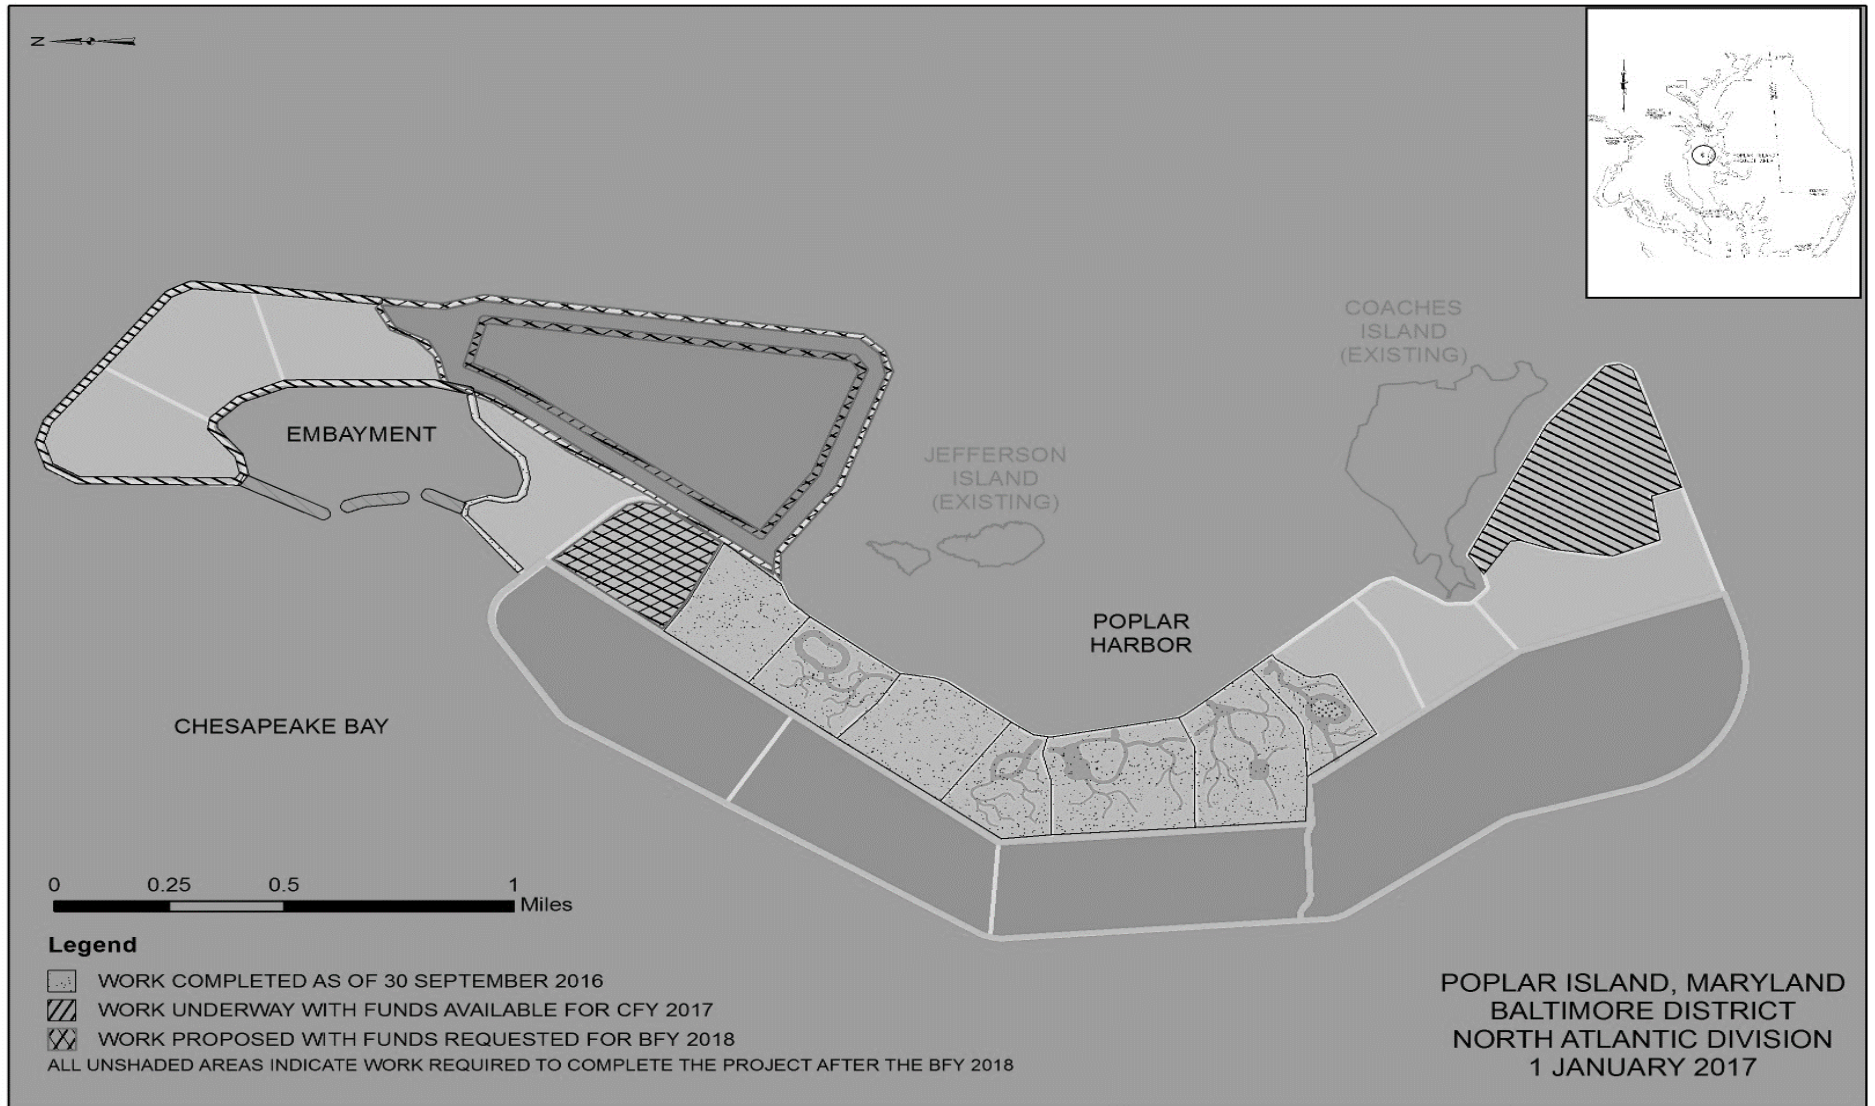 N
COACHES
ISLAND
(EXISTING)
EMBAYMENT
JEFFERSON
ISLAND
(EXISTING)
POPLAR
HARBOR
CHESAPEAKE BAY
0 0.25 0.5 1
Miles
Legend
WORK COMPLETED AS OF 30 SEPTEMBER 2016
WORK UNDERWAY WITH FUNDS AVAILABLE FOR CFY 2017
WORK PROPOSED WITH FUNDS REQUESTED FOR BFY 2018
ALL UNSHADED AREAS INDICATE WORK REQUIRED TO COMPLETE THE PROJECT AFTER THE BFY 2018
POPLAR ISLAND, MARYLAND
BALTIMORE DISTRICT
NORTH ATLANTIC DIVISION
1 JANUARY 2017